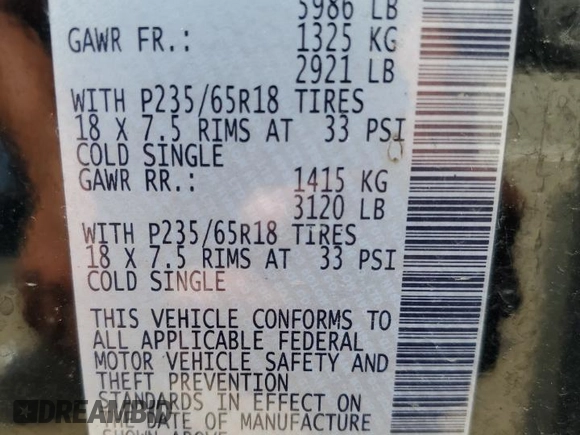 5986 LB
GAWR FR.: 1325 KG
2921 LB
WITH P235/65R18 TIRES
18 X 7.5 RIMS AT 33 PSI
COLD SINGLE
GAWR RR.: 1415 KG
3120 LB
WITH P235/65R18 TIRES
18 X 7.5 RIMS AT 33 PSI
COLD SINGLE
THIS VEHICLE CONFORMS TO
ALL APPLICABLE FEDERAL
MOTOR VEHICLE SAFETY AND
THEFT PREVENTION
STANDARDS IN EFFECT ON
THE DATE OF MANUFACTURE
SHOWN ABOVE
DREAMBID